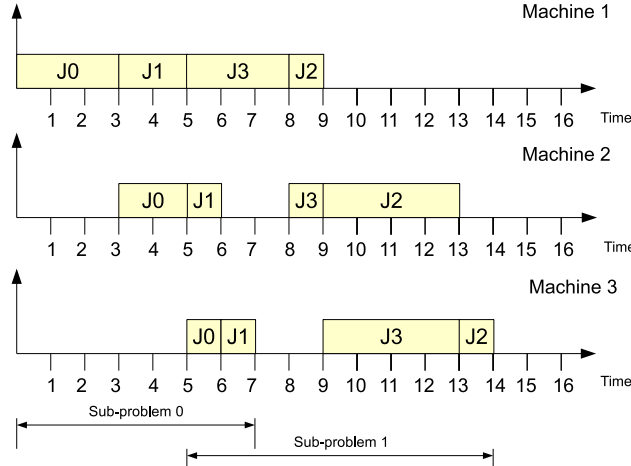 Machine 1
J0 J1 J3 J2
1 2 3 4 5 6 7 8 9 10 11 12 13 14 15 16 Time
Machine 2
J0 J1 J3 J2
1 2 3 4 5 6 7 8 9 10 11 12 13 14 15 16 Time
Machine 3
J0 J1 J3 J2
1 2 3 4 5 6 7 8 9 10 11 12 13 14 15 16 Time
Sub-problem 0
Sub-problem 1